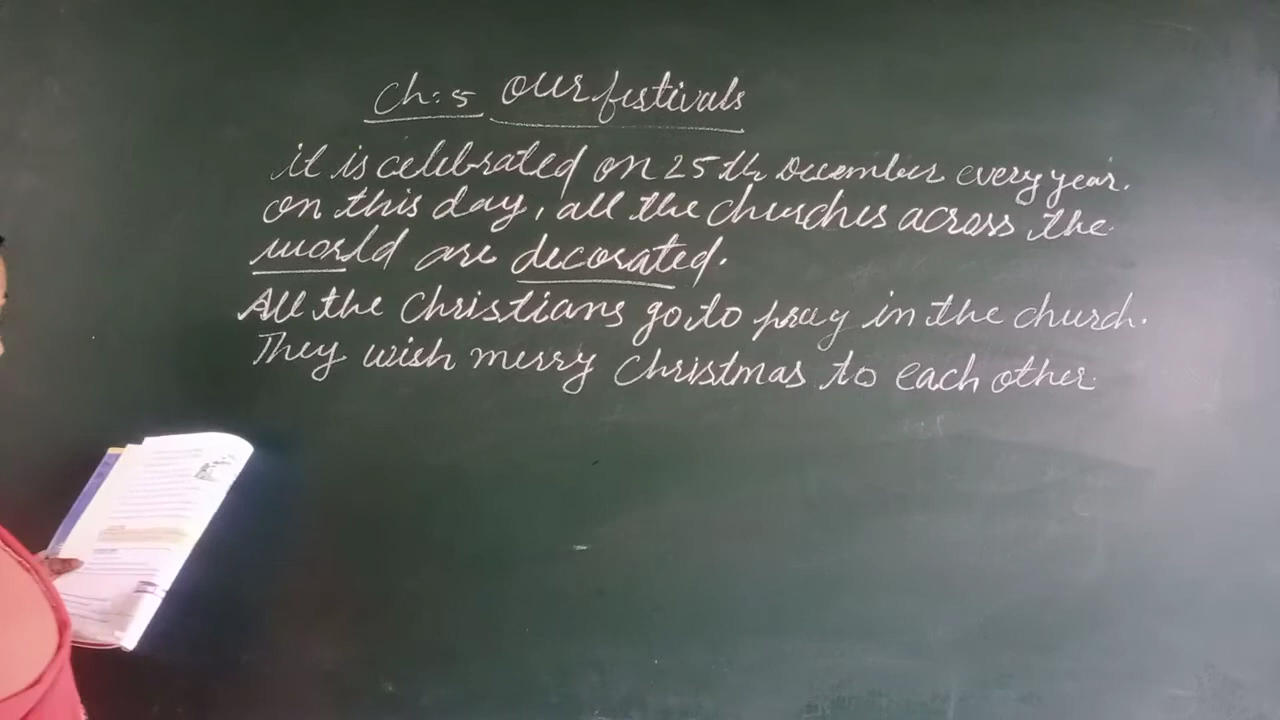 Ch:5 Our festivals
it is celebrated on 25th December every year.
on this day, all the churches across the
world are decorated.
All the Christians go to pray in the church.
They wish merry Christmas to each other.